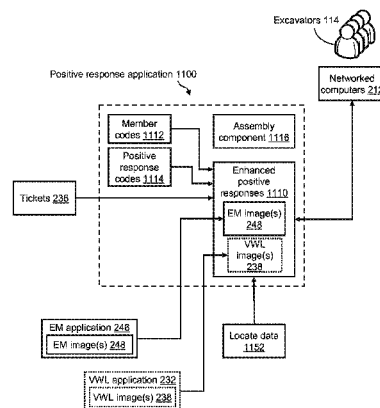 Excavators 114
Positive response application 1100
Networked
computers 212
Member
codes 1112
Assembly
component 1116
Positive
response
codes 1114
Enhanced
positive
responses 1110
Tickets 236
EM image(s)
248
VWL
image(s)
238
EM application 246
EM image(s) 248
Locate data
1152
VWL application 232
VWL image(s) 238